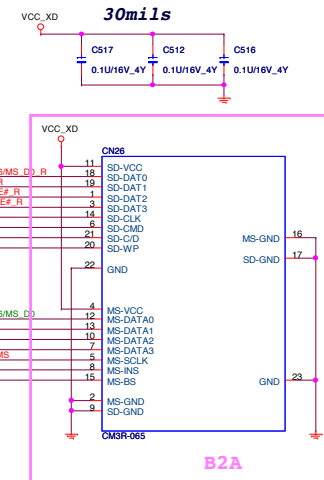 VCC_XD 30mils
C517 C512 C516
0.1U/16V_4Y 0.1U/16V_4Y 0.1U/16V_4Y
VCC_XD
CN26
11 SD-VCC
18 SD-DAT0
19 SD-DAT1
1 SD-DAT2
3 SD-DAT3
14 SD-CLK
6 SD-CMD
21 SD-C/D
20 SD-WP
MS-GND 16
SD-GND 17
22 GND
4 MS-VCC
12 MS-DATA0
13 MS-DATA1
10 MS-DATA2
7 MS-DATA3
5 MS-SCLK
8 MS-INS
15 MS-BS
GND 23
2 MS-GND
9 SD-GND
CM3R-065
B2A